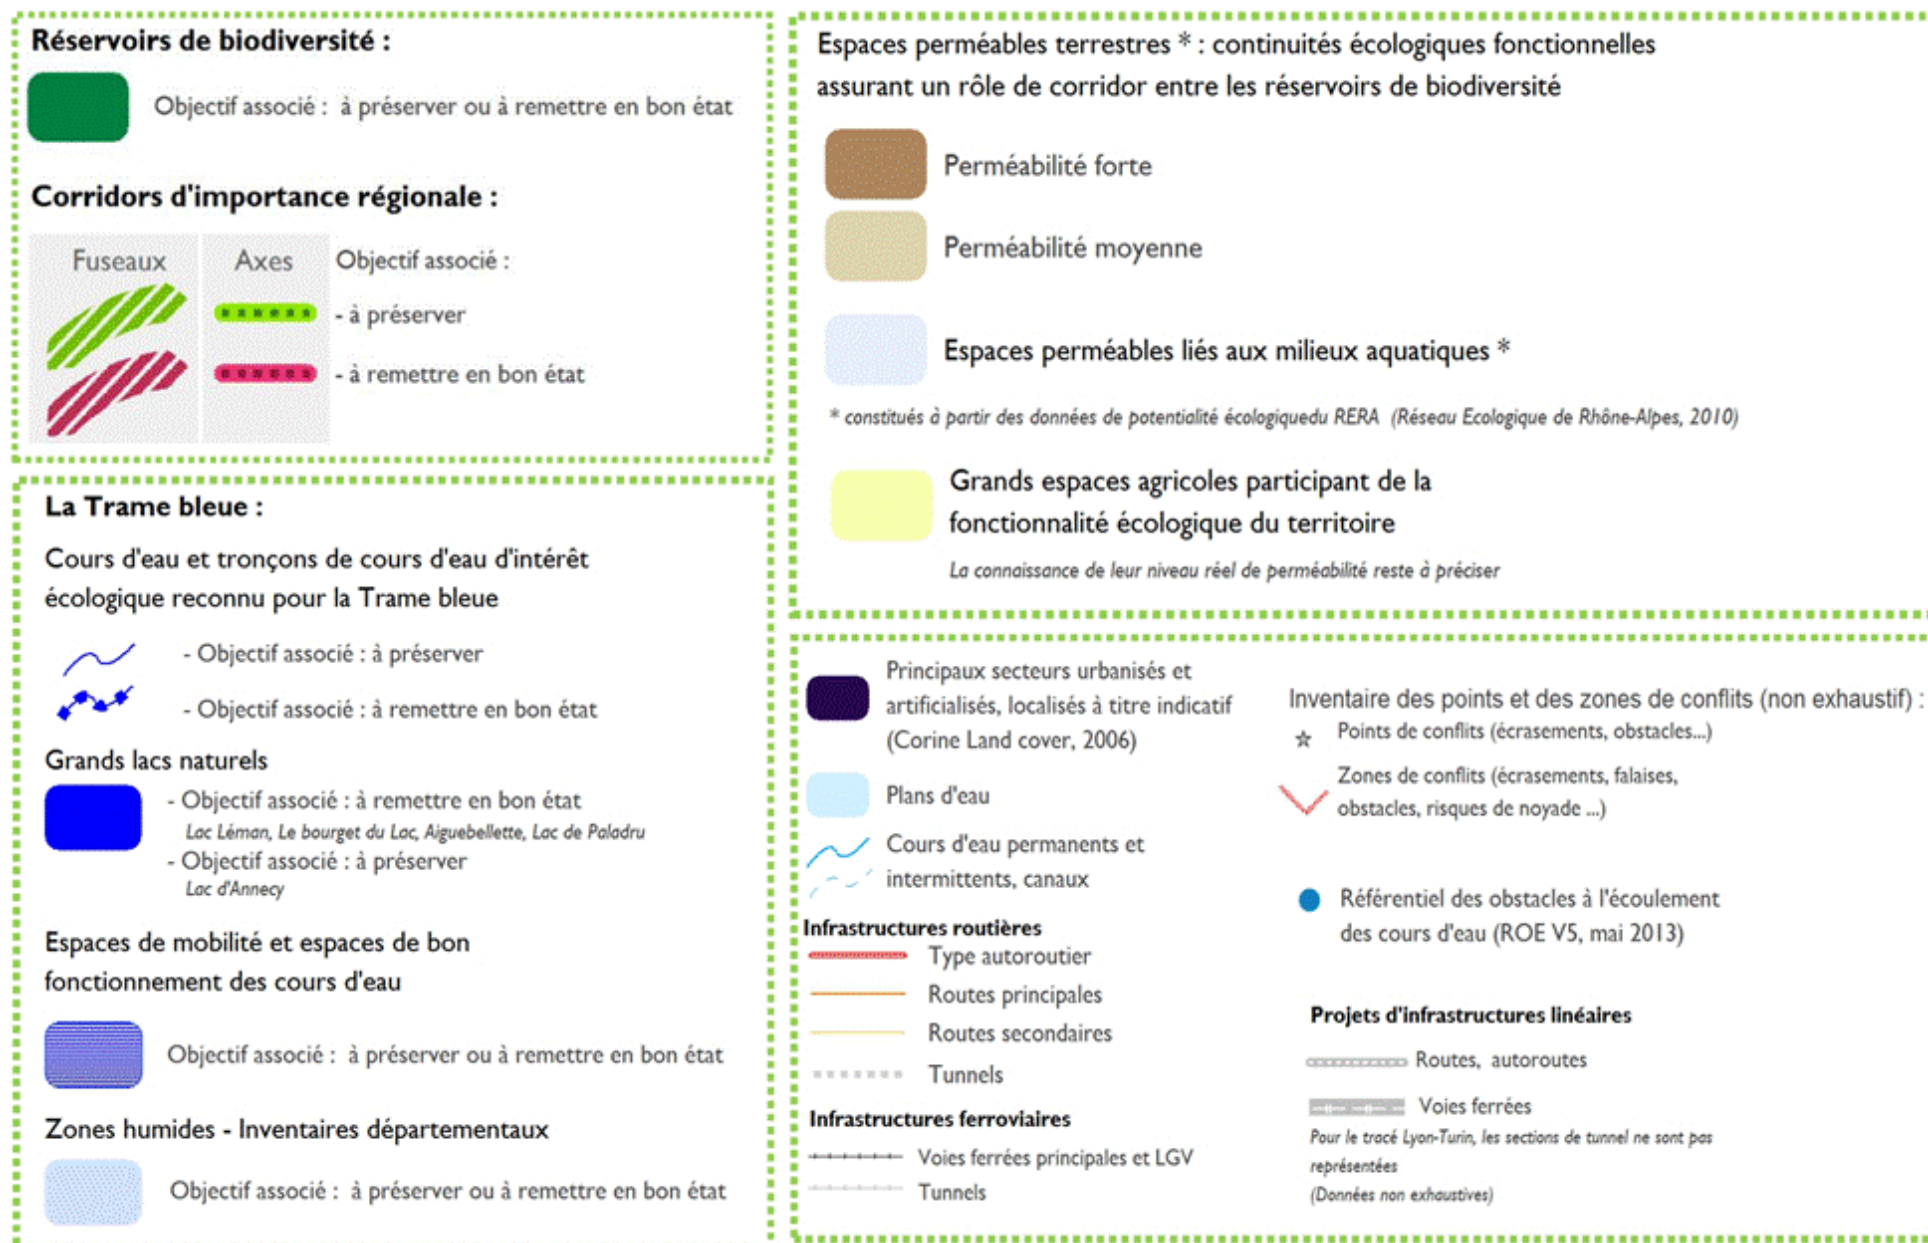 Réservoirs de biodiversité :
Objectif associé : à préserver ou à remettre en bon état
Corridors d'importance régionale :
Fuseaux
Axes
Objectif associé :
- à préserver
- à remettre en bon état
La Trame bleue :
Cours d'eau et tronçons de cours d'eau d'intérêt
écologique reconnu pour la Trame bleue
- Objectif associé : à préserver
- Objectif associé : à remettre en bon état
Grands lacs naturels
- Objectif associé : à remettre en bon état
Lac Léman, Le bourget du Lac, Aiguebellette, Lac de Paladru
- Objectif associé : à préserver
Lac d'Annecy
Espaces de mobilité et espaces de bon
fonctionnement des cours d'eau
Objectif associé : à préserver ou à remettre en bon état
Zones humides - Inventaires départementaux
Objectif associé : à préserver ou à remettre en bon état
Espaces perméables terrestres * : continuités écologiques fonctionnelles
assurant un rôle de corridor entre les réservoirs de biodiversité
Perméabilité forte
Perméabilité moyenne
Espaces perméables liés aux milieux aquatiques *
* constitués à partir des données de potentialité écologiquedu RERA (Réseau Ecologique de Rhône-Alpes, 2010)
Grands espaces agricoles participant de la
fonctionnalité écologique du territoire
La connaissance de leur niveau réel de perméabilité reste à préciser
Principaux secteurs urbanisés et
artificialisés, localisés à titre indicatif
(Corine Land cover, 2006)
Plans d'eau
Cours d'eau permanents et
intermittents, canaux
Infrastructures routières
Type autoroutier
Routes principales
Routes secondaires
Tunnels
Infrastructures ferroviaires
Voies ferrées principales et LGV
Tunnels
Inventaire des points et des zones de conflits (non exhaustif) :
Points de conflits (écrasements, obstacles...)
Zones de conflits (écrasements, falaises,
obstacles, risques de noyade ...)
Référentiel des obstacles à l'écoulement
des cours d'eau (ROE V5, mai 2013)
Projets d'infrastructures linéaires
Routes, autoroutes
Voies ferrées
Pour le tracé Lyon-Turin, les sections de tunnel ne sont pas
représentées
(Données non exhaustives)